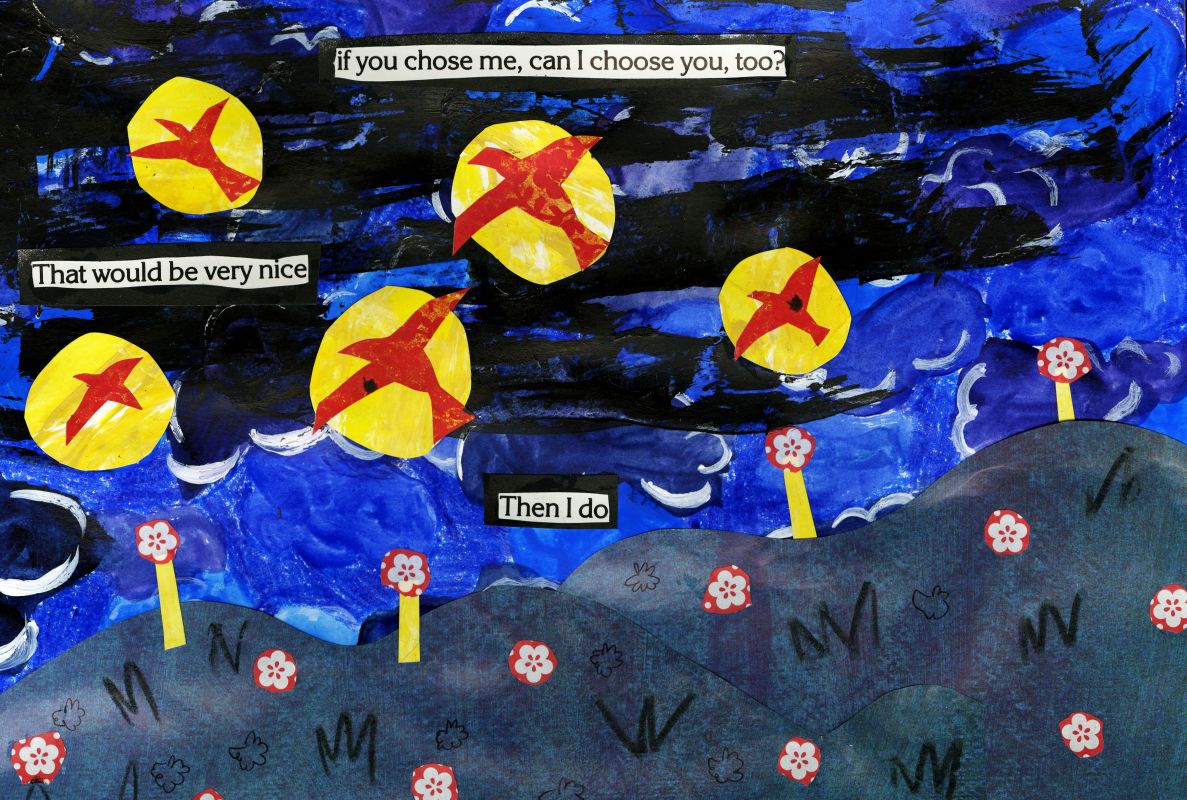 if you chose me, can I choose you, too?
That would be very nice
Then I do